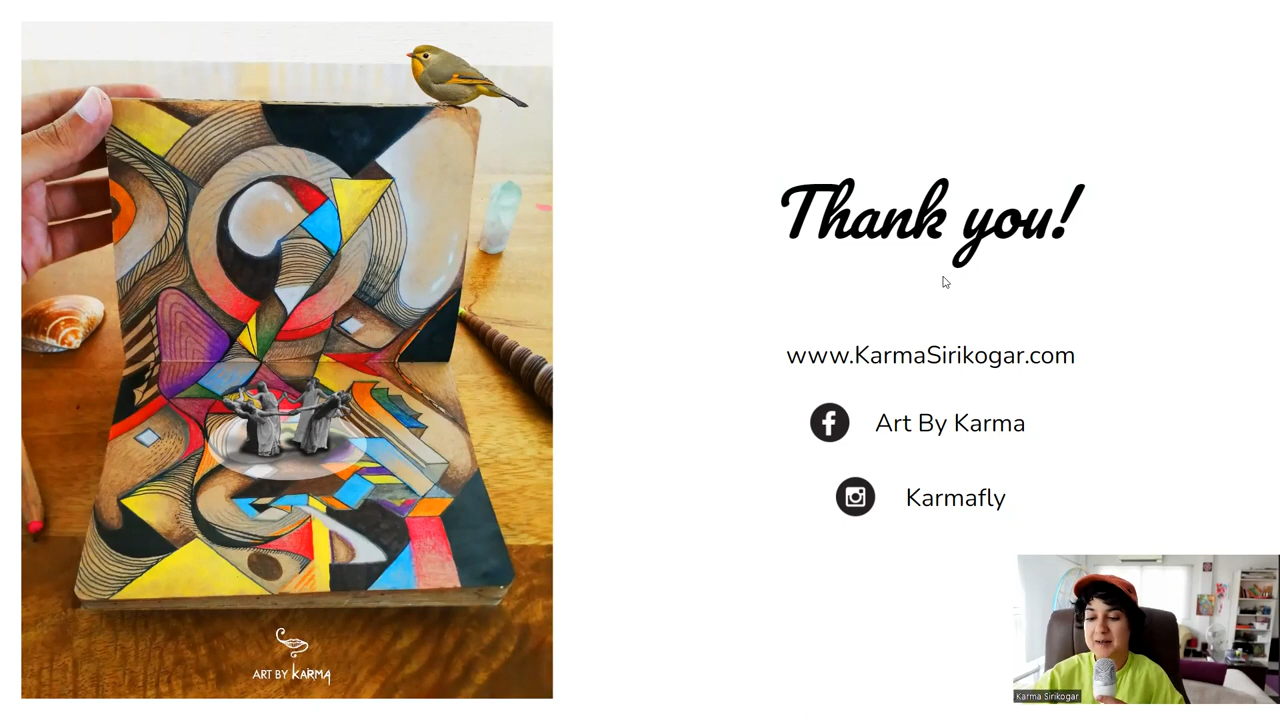 Thank you!
www.KarmaSirikogar.com
Art By Karma
Karmafly
ART BY KARMA
Karma Sirikogar